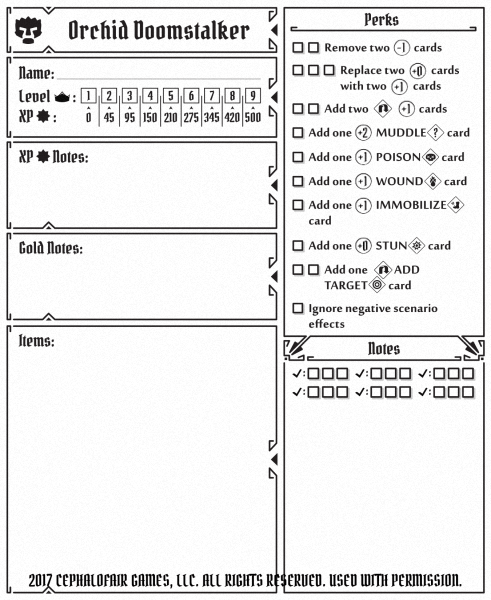 Orchid Doomstalker
Name:
Level : 1 2 3 4 5 6 7 8 9
XP : 0 45 95 150 210 275 345 420 500
XP Notes:
Gold Notes:
Items:
Perks
Remove two -1 cards
Replace two +0 cards
with two +1 cards
Add two +1 cards
Add one +2 MUDDLE ? card
Add one +1 POISON card
Add one +1 WOUND card
Add one +1 IMMOBILIZE
card
Add one +0 STUN card
Add one ADD
TARGET card
Ignore negative scenario
effects
Notes
✓: ✓: ✓:
✓: ✓: ✓:
2017 CEPHALOFAIR GAMES, LLC. ALL RIGHTS RESERVED. USED WITH PERMISSION.